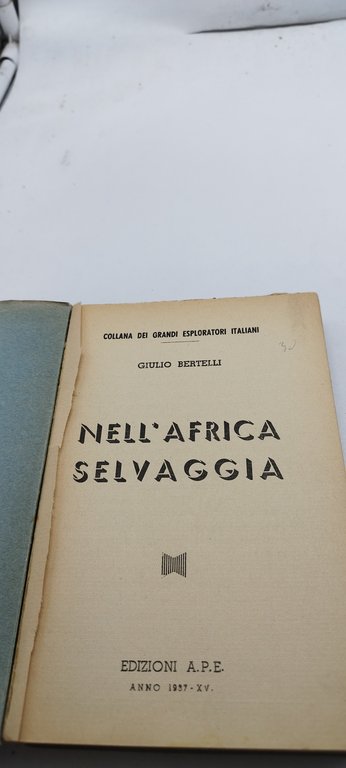 COLLANA DEI GRANDI ESPLORATORI ITALIANI
GIULIO BERTELLI
NELL'AFRICA
SELVAGGIA
EDIZIONI A.P.E.
ANNO 1937-XV.